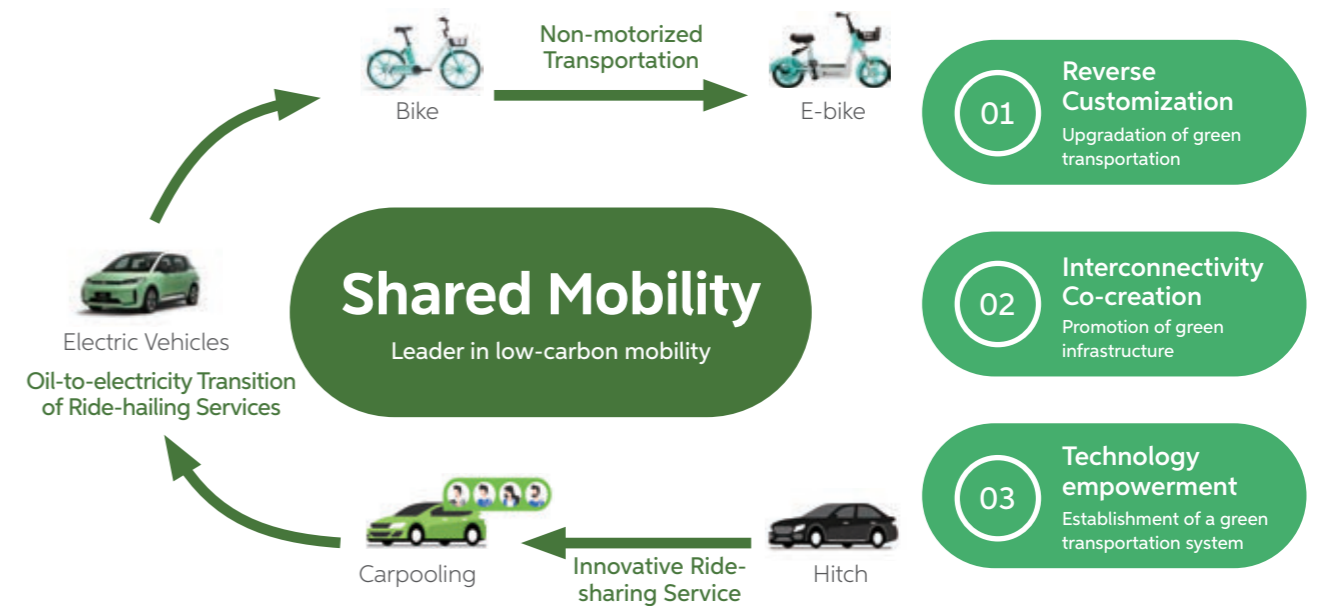 Non-motorized
Transportation
Bike
E-bike
Shared Mobility
Leader in low-carbon mobility
Electric Vehicles
Oil-to-electricity Transition
of Ride-hailing Services
Carpooling
Innovative Ride-
sharing Service
Hitch
01
Reverse
Customization
Upgradation of green
transportation
02
Interconnectivity
Co-creation
Promotion of green
infrastructure
03
Technology
empowerment
Establishment of a green
transportation system